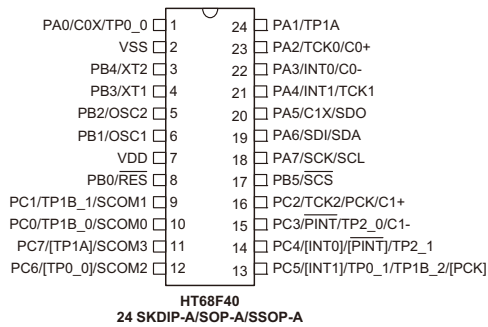 PA0/C0X/TP0_0 1 24 PA1/TP1A
VSS 2 23 PA2/TCK0/C0+
PB4/XT2 3 22 PA3/INT0/C0-
PB3/XT1 4 21 PA4/INT1/TCK1
PB2/OSC2 5 20 PA5/C1X/SDO
PB1/OSC1 6 19 PA6/SDI/SDA
VDD 7 18 PA7/SCK/SCL
PB0/RES 8 17 PB5/SCS
PC1/TP1B_1/SCOM1 9 16 PC2/TCK2/PCK/C1+
PC0/TP1B_0/SCOM0 10 15 PC3/PINT/TP2_0/C1-
PC7/[TP1A]/SCOM3 11 14 PC4/[INT0]/[PINT]/TP2_1
PC6/[TP0_0]/SCOM2 12 13 PC5/[INT1]/TP0_1/TP1B_2/[PCK]
HT68F40
24 SKDIP-A/SOP-A/SSOP-A